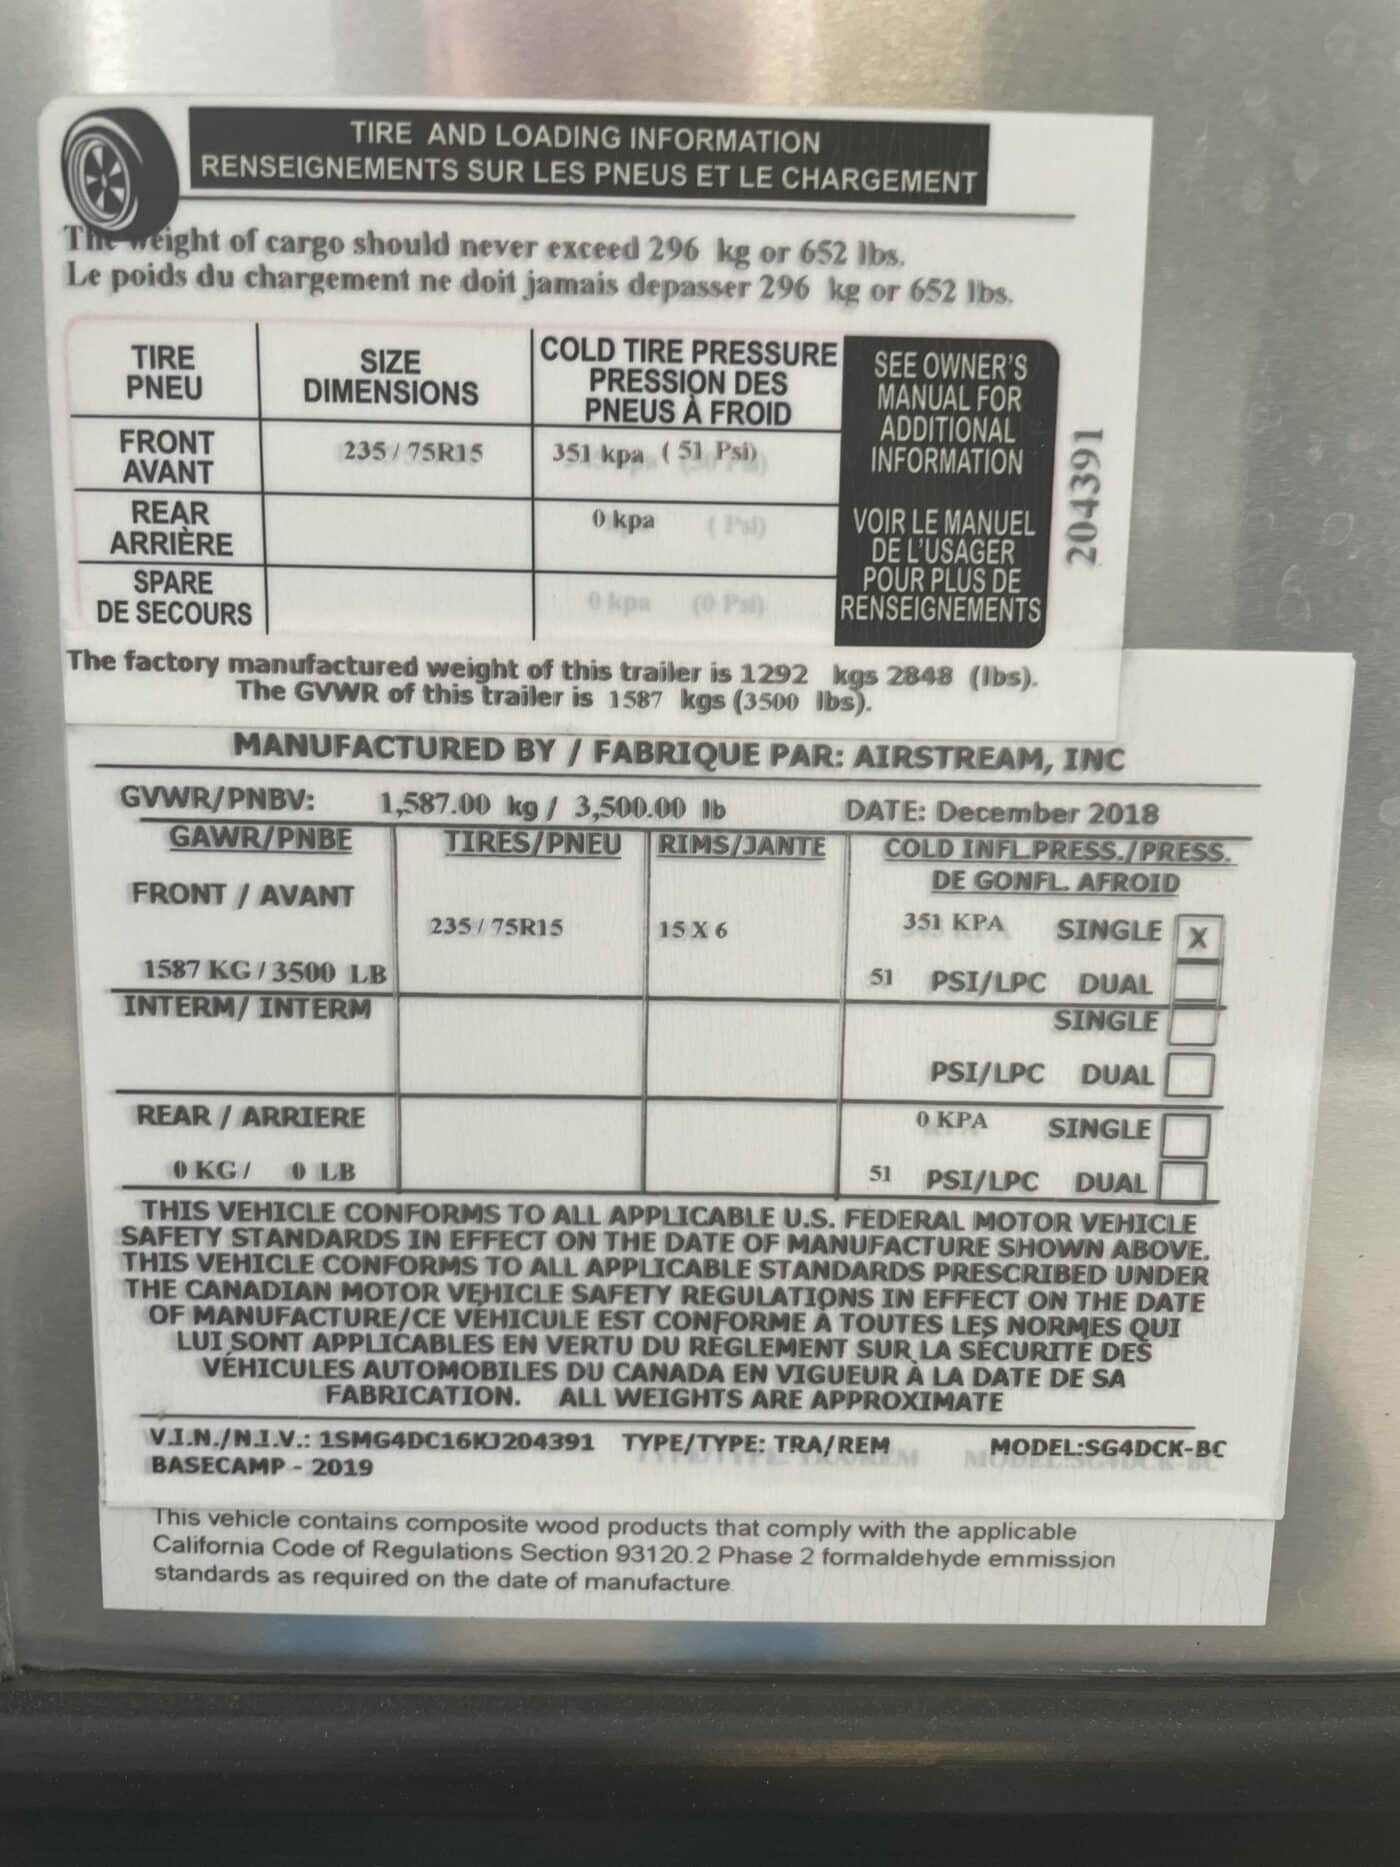 TIRE AND LOADING INFORMATION
RENSEIGNEMENTS SUR LES PNEUS ET LE CHARGEMENT
The weight of cargo should never exceed 296 kg or 652 lbs.
Le poids du chargement ne doit jamais depasser 296 kg or 652 lbs.
TIRE PNEU SIZE DIMENSIONS COLD TIRE PRESSURE PRESSION DES PNEUS À FROID
FRONT AVANT 235 / 75R15 351 kpa ( 51 Psi)
REAR ARRIÈRE 0 kpa ( Psi)
SPARE DE SECOURS 0 kpa (0 Psi)
SEE OWNER'S
MANUAL FOR
ADDITIONAL
INFORMATION
VOIR LE MANUEL
DE L'USAGER
POUR PLUS DE
RENSEIGNEMENTS
204391
The factory manufactured weight of this trailer is 1292 kgs 2848 (lbs).
The GVWR of this trailer is 1587 kgs (3500 lbs).
MANUFACTURED BY / FABRIQUE PAR: AIRSTREAM, INC
GVWR/PNBV: 1,587.00 kg / 3,500.00 lb DATE: December 2018
GAWR/PNBE TIRES/PNEU RIMS/JANTE COLD INFL.PRESS./PRESS.
DE GONFL. AFROID
FRONT / AVANT
235 / 75R15 15 X 6 351 KPA SINGLE X
1587 KG / 3500 LB 51 PSI/LPC DUAL
INTERM/ INTERM SINGLE
PSI/LPC DUAL
REAR / ARRIERE 0 KPA SINGLE
0 KG / 0 LB 51 PSI/LPC DUAL
THIS VEHICLE CONFORMS TO ALL APPLICABLE U.S. FEDERAL MOTOR VEHICLE
SAFETY STANDARDS IN EFFECT ON THE DATE OF MANUFACTURE SHOWN ABOVE.
THIS VEHICLE CONFORMS TO ALL APPLICABLE STANDARDS PRESCRIBED UNDER
THE CANADIAN MOTOR VEHICLE SAFETY REGULATIONS IN EFFECT ON THE DATE
OF MANUFACTURE/CE VÉHICULE EST CONFORME À TOUTES LES NORMES QUI
LUI SONT APPLICABLES EN VERTU DU RÈGLEMENT SUR LA SÉCURITÉ DES
VÉHICULES AUTOMOBILES DU CANADA EN VIGUEUR À LA DATE DE SA
FABRICATION. ALL WEIGHTS ARE APPROXIMATE
V.I.N./N.I.V.: 1SMG4DC16KJ204391 TYPE/TYPE: TRA/REM MODEL:SG4DCK-BC
BASECAMP - 2019
This vehicle contains composite wood products that comply with the applicable
California Code of Regulations Section 93120.2 Phase 2 formaldehyde emmission
standards as required on the date of manufacture.